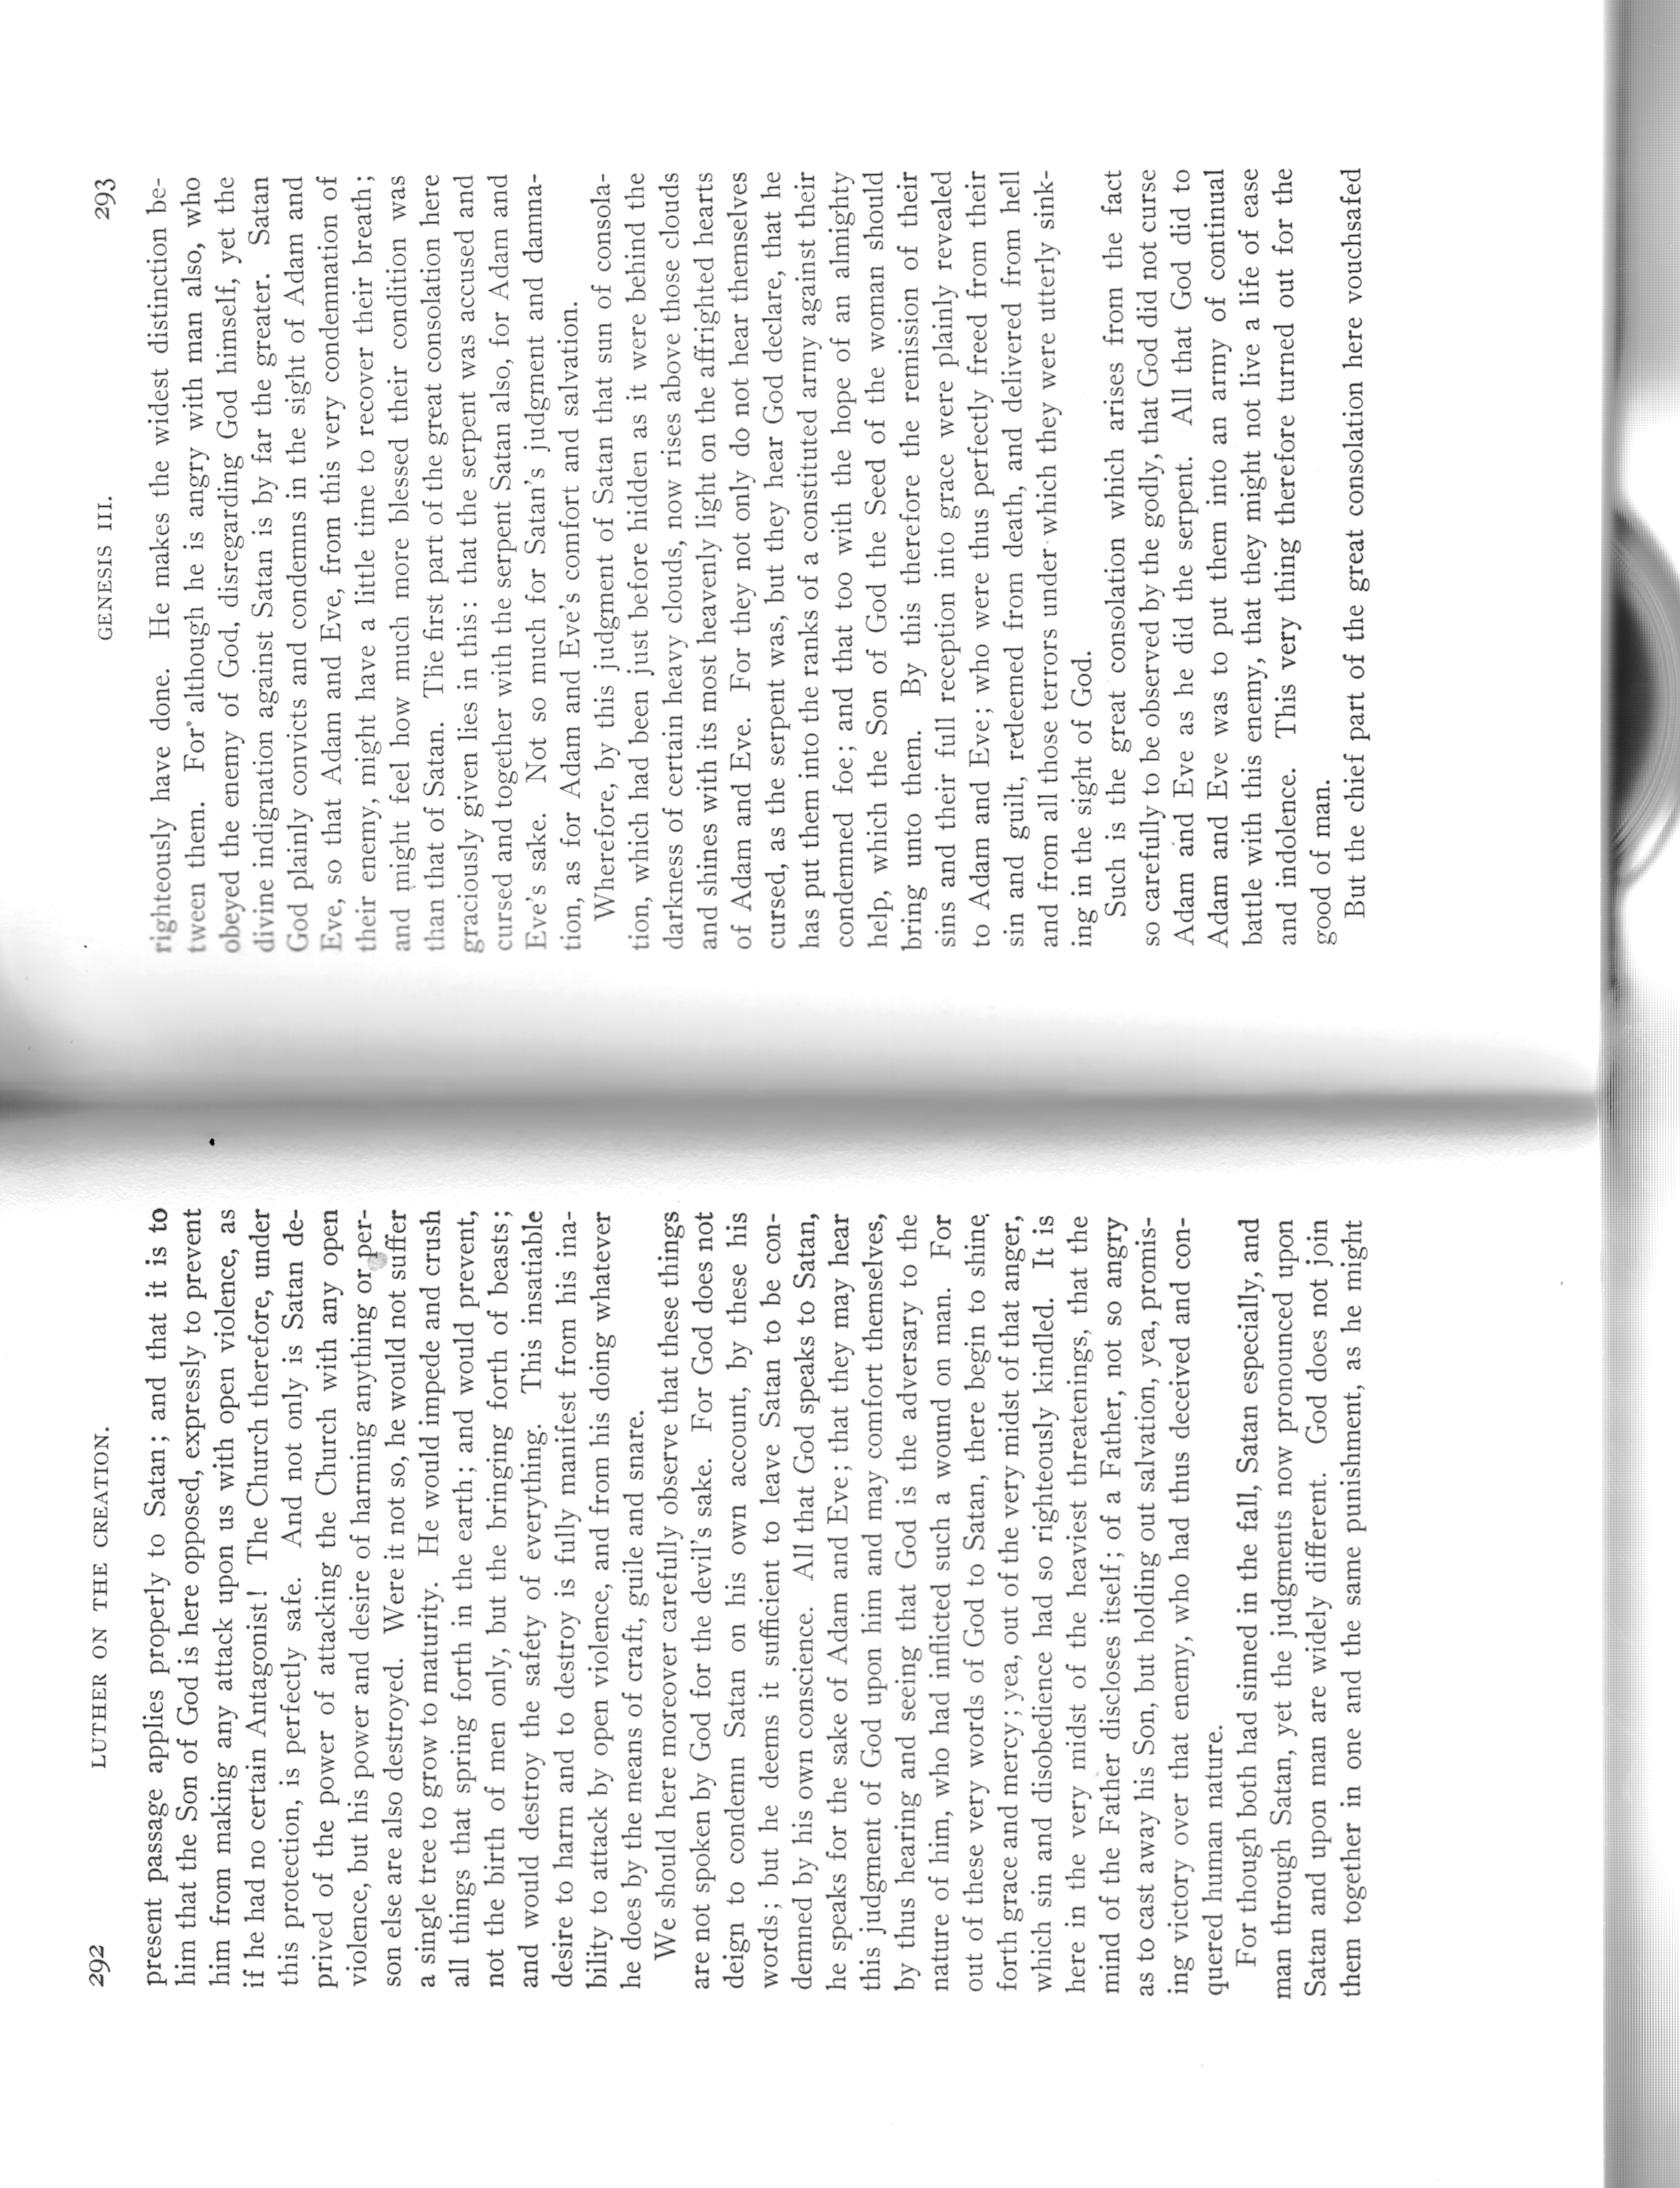 292 LUTHER ON THE CREATION.
present passage applies properly to Satan; and that it is to
him that the Son of God is here opposed, expressly to prevent
him from making any attack upon us with open violence, as
if he had no certain Antagonist! The Church therefore, under
this protection, is perfectly safe. And not only is Satan de-
prived of the power of attacking the Church with any open
violence, but his power and desire of harming anything or per-
son else are also destroyed. Were it not so, he would not suffer
a single tree to grow to maturity. He would impede and crush
all things that spring forth in the earth; and would prevent,
not the birth of men only, but the bringing forth of beasts;
and would destroy the safety of everything. This insatiable
desire to harm and to destroy is fully manifest from his ina-
bility to attack by open violence, and from his doing whatever
he does by the means of craft, guile and snare.
We should here moreover carefully observe that these things
are not spoken by God for the devil's sake. For God does not
deign to condemn Satan on his own account, by these his
words; but he deems it sufficient to leave Satan to be con-
demned by his own conscience. All that God speaks to Satan,
he speaks for the sake of Adam and Eve; that they may hear
this judgment of God upon him and may comfort themselves,
by thus hearing and seeing that God is the adversary to the
nature of him, who had inflicted such a wound on man. For
out of these very words of God to Satan, there begin to shine
forth grace and mercy; yea, out of the very midst of that anger,
which sin and disobedience had so righteously kindled. It is
here in the very midst of the heaviest threatenings, that the
mind of the Father discloses itself; of a Father, not so angry
as to cast away his Son, but holding out salvation, yea, promis-
ing victory over that enemy, who had thus deceived and con-
quered human nature.
For though both had sinned in the fall, Satan especially, and
man through Satan, yet the judgments now pronounced upon
Satan and upon man are widely different. God does not join
them together in one and the same punishment, as he might
GENESIS III. 293
righteously have done. He makes the widest distinction be-
tween them. For although he is angry with man also, who
obeyed the enemy of God, disregarding God himself, yet the
divine indignation against Satan is by far the greater. Satan
God plainly convicts and condemns in the sight of Adam and
Eve, so that Adam and Eve, from this very condemnation of
their enemy, might have a little time to recover their breath;
and might feel how much more blessed their condition was
than that of Satan. The first part of the great consolation here
graciously given lies in this: that the serpent was accused and
cursed and together with the serpent Satan also, for Adam and
Eve's sake. Not so much for Satan's judgment and damna-
tion, as for Adam and Eve's comfort and salvation.
Wherefore, by this judgment of Satan that sun of consola-
tion, which had been just before hidden as it were behind the
darkness of certain heavy clouds, now rises above those clouds
and shines with its most heavenly light on the affrighted hearts
of Adam and Eve. For they not only do not hear themselves
cursed, as the serpent was, but they hear God declare, that he
has put them into the ranks of a constituted army against their
condemned foe; and that too with the hope of an almighty
help, which the Son of God the Seed of the woman should
bring unto them. By this therefore the remission of their
sins and their full reception into grace were plainly revealed
to Adam and Eve; who were thus perfectly freed from their
sin and guilt, redeemed from death, and delivered from hell
and from all those terrors under which they were utterly sink-
ing in the sight of God.
Such is the great consolation which arises from the fact
so carefully to be observed by the godly, that God did not curse
Adam and Eve as he did the serpent. All that God did to
Adam and Eve was to put them into an army of continual
battle with this enemy, that they might not live a life of ease
and indolence. This very thing therefore turned out for the
good of man.
But the chief part of the great consolation here vouchsafed